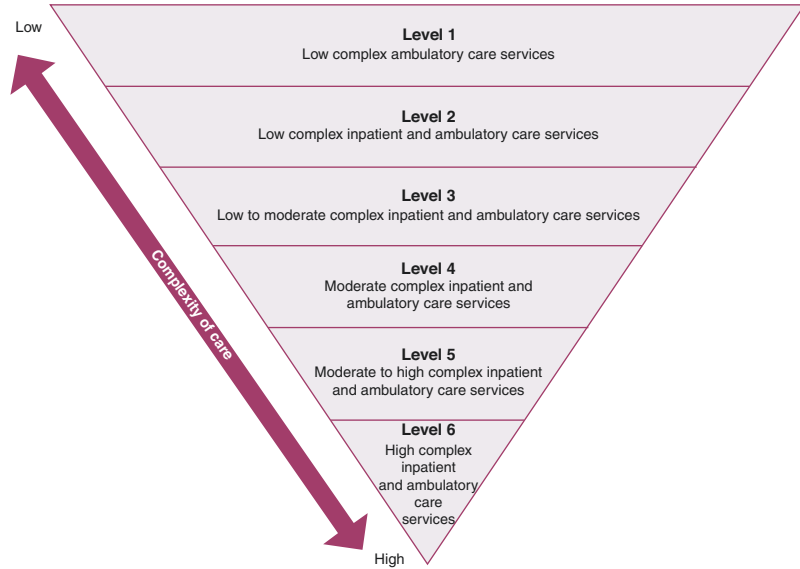 Low
Level 1
Low complex ambulatory care services
Level 2
Low complex inpatient and ambulatory care services
Level 3
Low to moderate complex inpatient and ambulatory care services
Level 4
Moderate complex inpatient and
ambulatory care services
Complexity of care
Level 5
Moderate to high complex inpatient
and ambulatory care services
Level 6
High complex
inpatient
and ambulatory
care
services
High